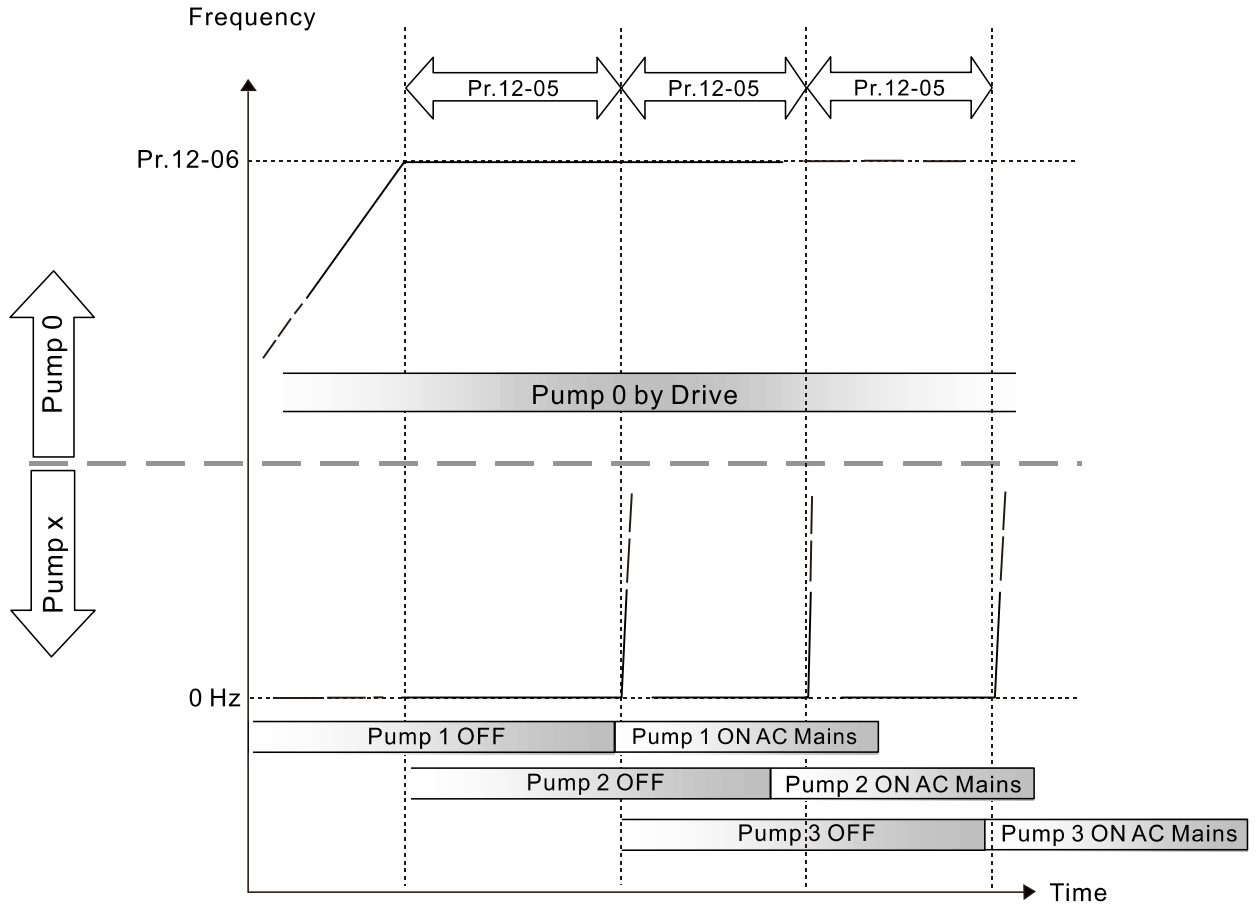 Frequency
Pr.12-05 Pr.12-05 Pr.12-05
Pr.12-06
Pump 0
Pump 0 by Drive
Pump x
0 Hz
Pump 1 OFF Pump 1 ON AC Mains
Pump 2 OFF Pump 2 ON AC Mains
Pump 3 OFF Pump 3 ON AC Mains
Time